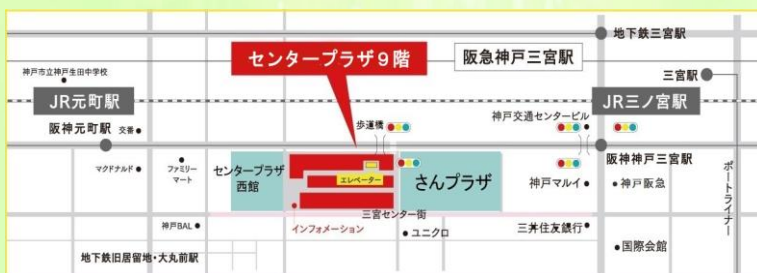 地下鉄三宮駅
センタープラザ9階
阪急神戸三宮駅
神戸市立神戸生田中学校
三宮駅
JR元町駅
JR三ノ宮駅
歩道橋
神戸交通センタービル
阪神元町駅
交番
阪神神戸三宮駅
マクドナルド
ファミリー
マート
センタープラザ
西館
エレベーター
さんプラザ
神戸マルイ
神戸阪急
ポートライナー
三宮センター街
神戸BAL
インフォメーション
ユニクロ
三井住友銀行
国際会館
地下鉄旧居留地・大丸前駅